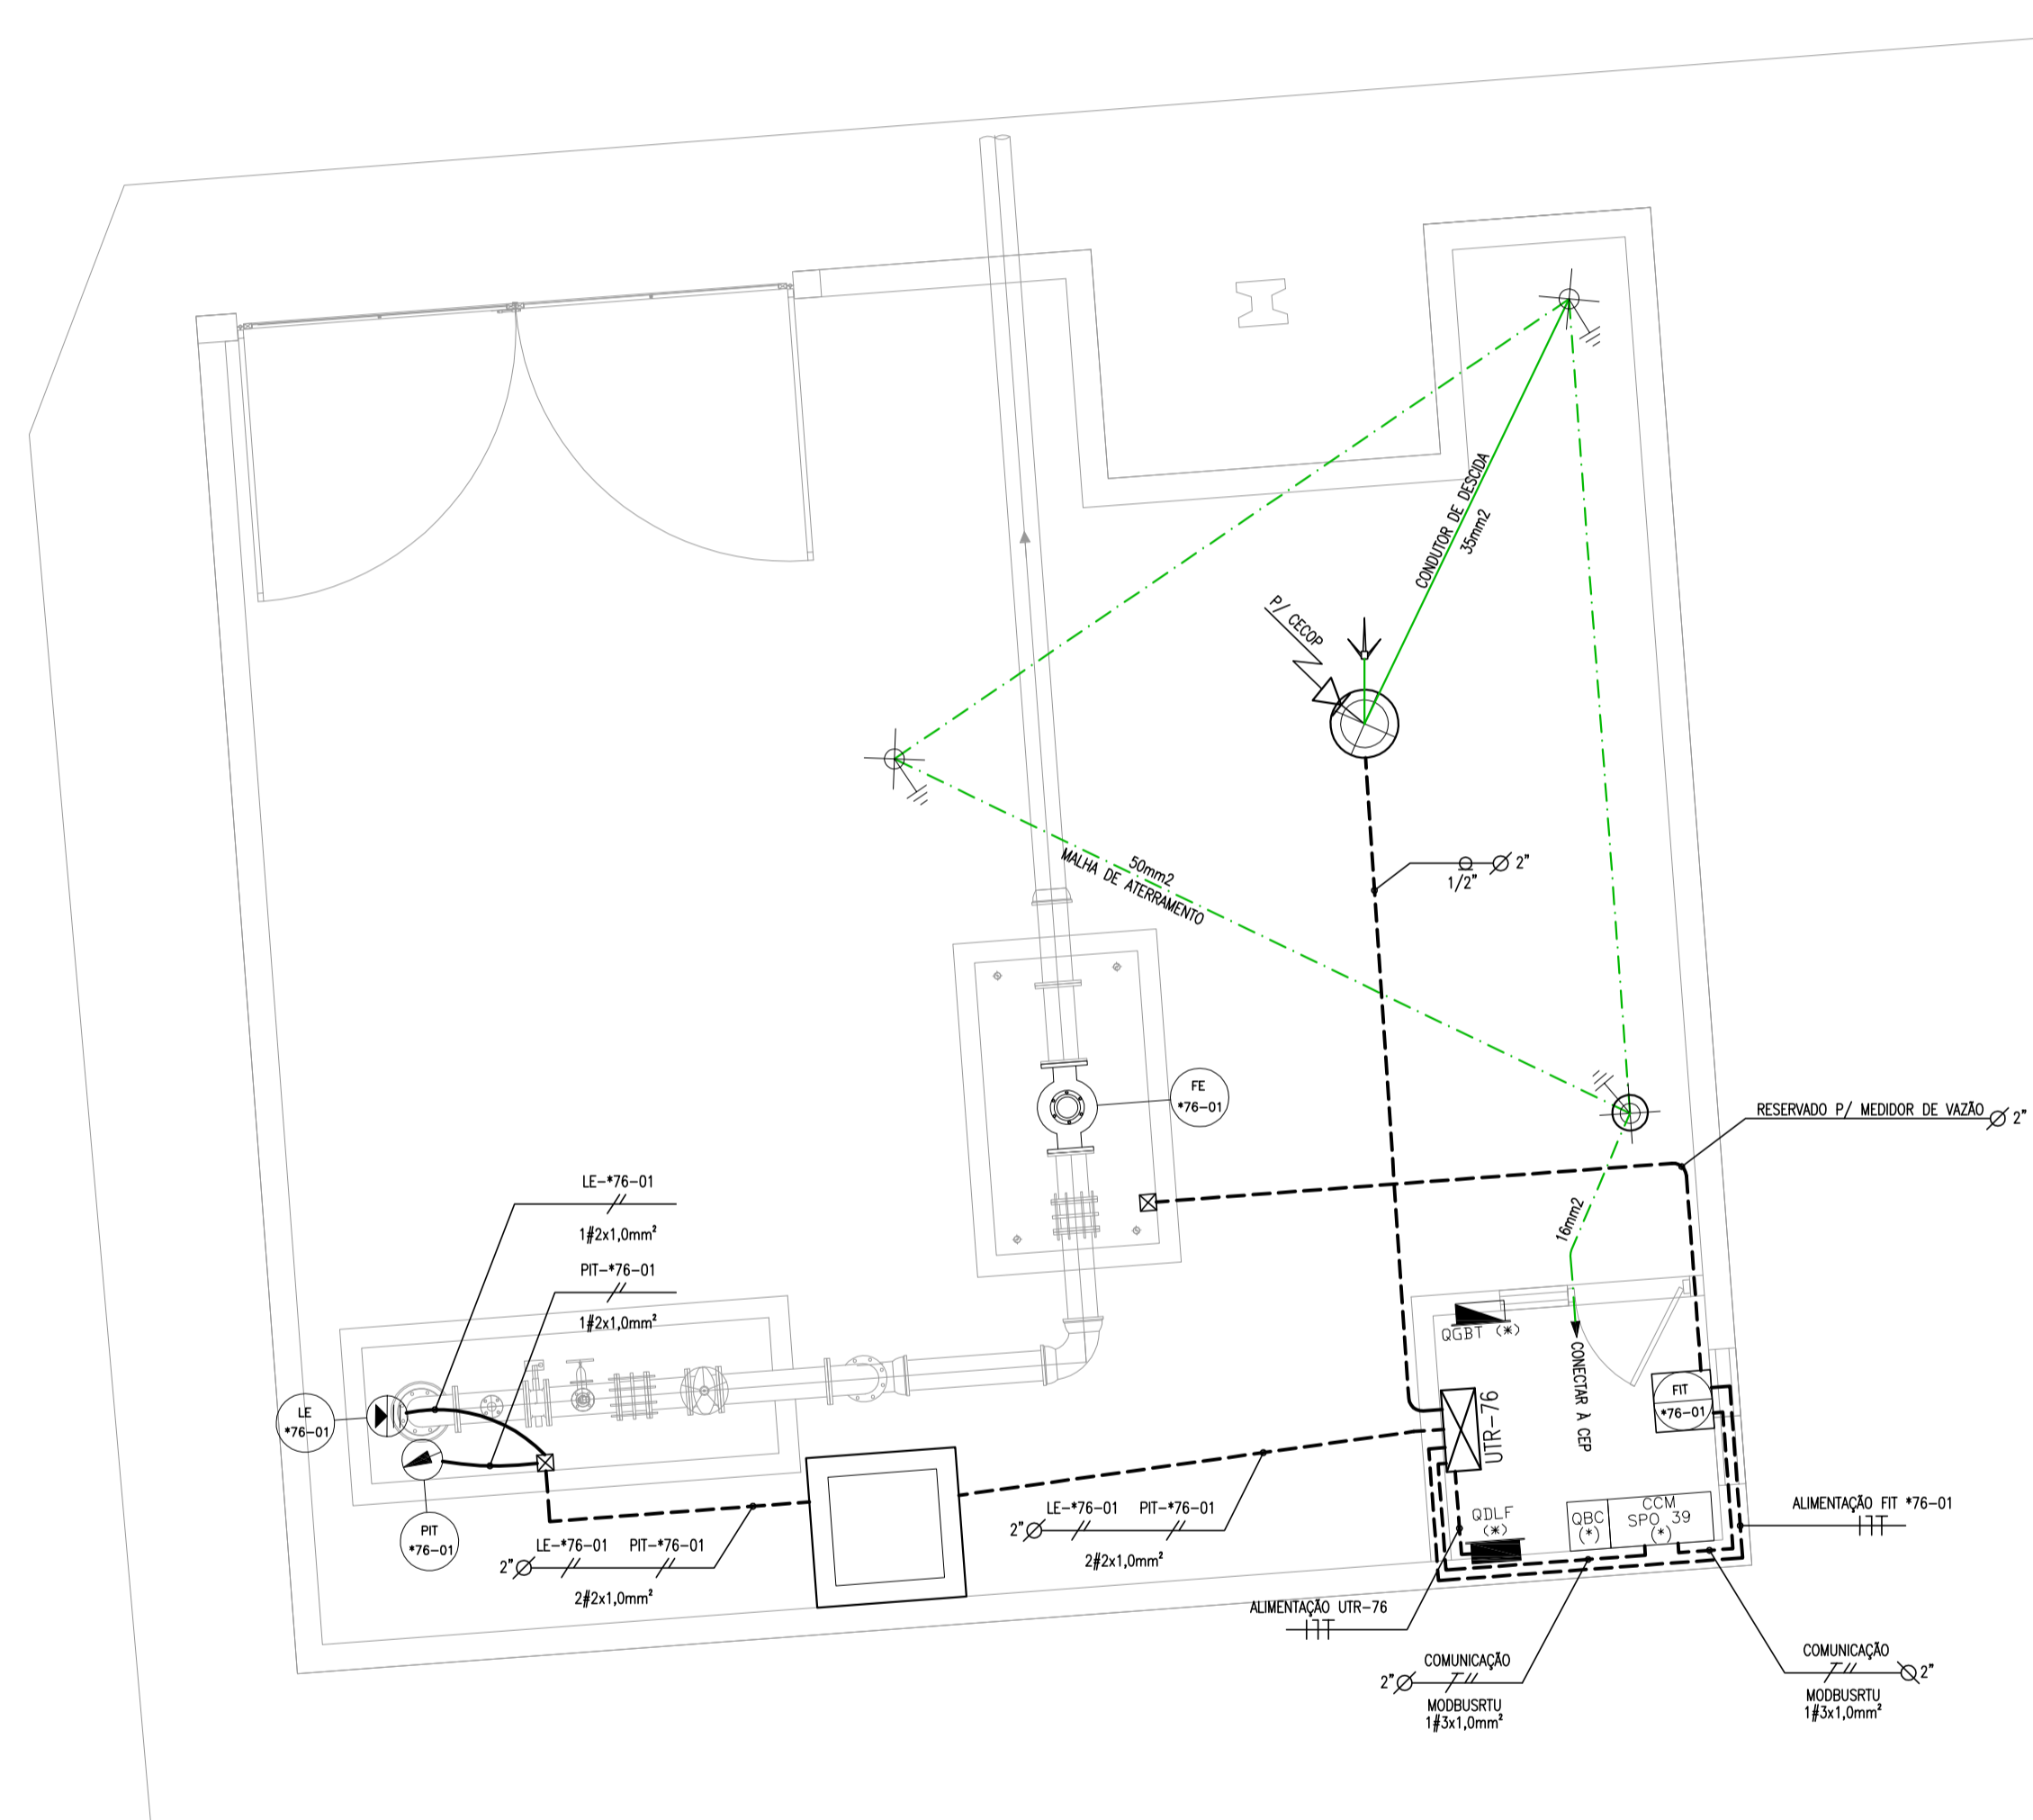 CONDUTOR DE DESCIDA
35mm2
P/ CECOP
50mm2
MALHA DE ATERRAMENTO
2"
1/2"
FE
*76-01
RESERVADO P/ MEDIDOR DE VAZÃO
2"
LE-*76-01
1#2x1,0mm²
PIT-*76-01
1#2x1,0mm²
16mm2
QGBT (*)
CONECTAR À CEP
FIT
*76-01
UTR-76
LE
*76-01
PIT
*76-01
2"
LE-*76-01
PIT-*76-01
2#2x1,0mm²
2"
LE-*76-01
PIT-*76-01
2#2x1,0mm²
QDLF
(*)
QBC
(*)
CCM
SPO 39
(*)
ALIMENTAÇÃO FIT *76-01
ALIMENTAÇÃO UTR-76
2"
COMUNICAÇÃO
MODBUSRTU
1#3x1,0mm²
COMUNICAÇÃO
2"
MODBUSRTU
1#3x1,0mm²